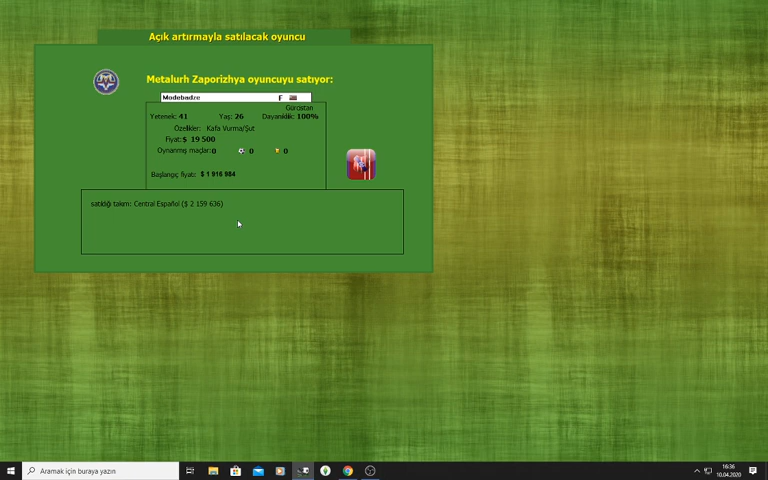 Açık artırmayla satılacak oyuncu
Metalurh Zaporizhya oyuncuyu satıyor:
Modebadze F
Gürcistan
Yetenek: 41 Yaş: 26 Dayanıklılık: 100%
Özellikler: Kafa Vurma/Şut
Fiyat: $ 19 500
Oynanmış maçlar: 0 0 0
Başlangıç fiyatı: $ 1 916 984
satıldığı takım: Central Español ($ 2 159 636)
Aramak için buraya yazın
16:36
10.04.2020